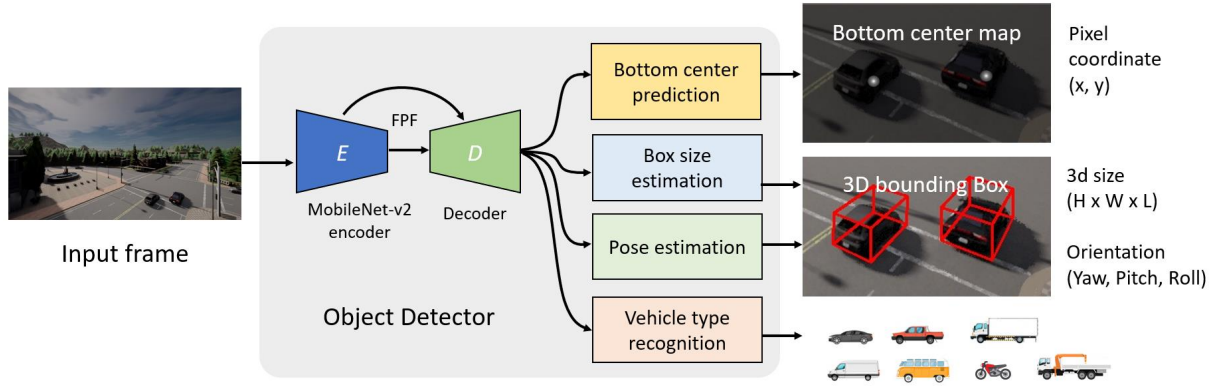 Input frame
E
FPF
D
MobileNet-v2
encoder
Decoder
Object Detector
Bottom center
prediction
Box size
estimation
Pose estimation
Vehicle type
recognition
Bottom center map
3D bounding Box
Pixel
coordinate
(x, y)
3d size
(H x W x L)
Orientation
(Yaw, Pitch, Roll)